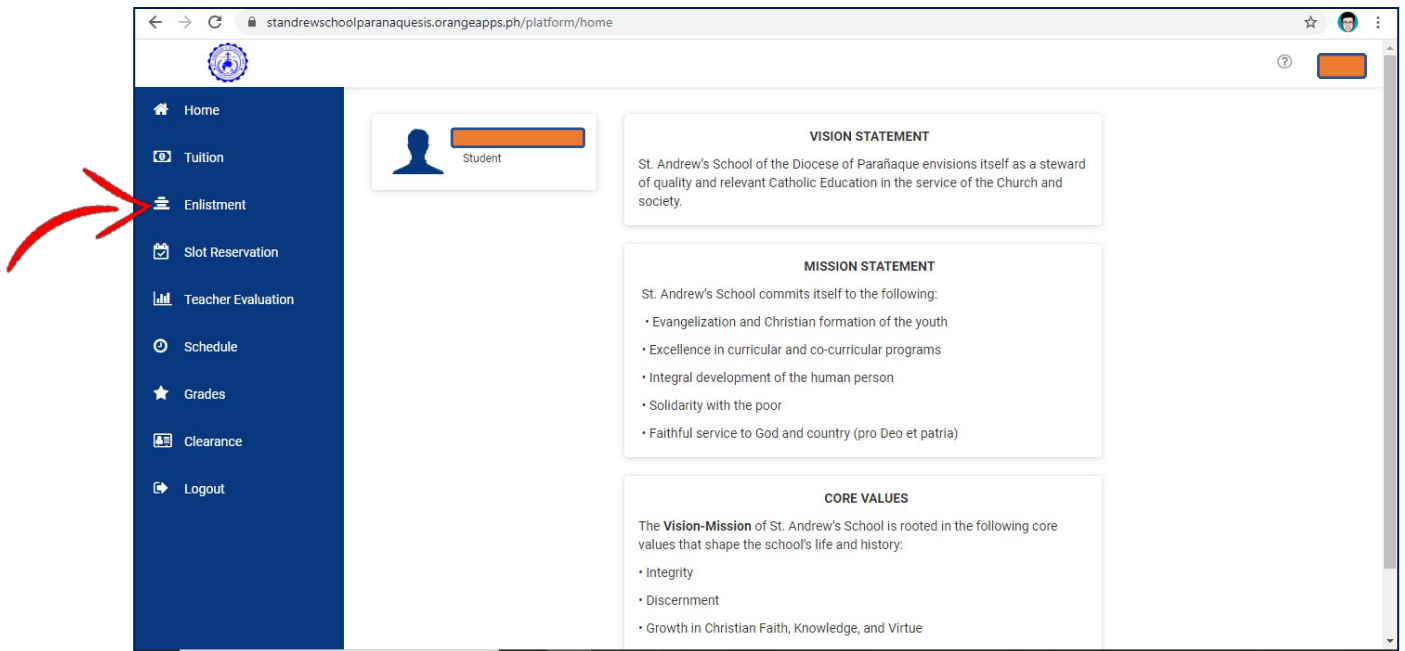 standrewschoolparanaquesis.orangeapps.ph/platform/home
Home
Tuition
Enlistment
Slot Reservation
Teacher Evaluation
Schedule
Grades
Clearance
Logout
Student
VISION STATEMENT
St. Andrew's School of the Diocese of Parañaque envisions itself as a steward
of quality and relevant Catholic Education in the service of the Church and
society.
MISSION STATEMENT
St. Andrew's School commits itself to the following:
• Evangelization and Christian formation of the youth
• Excellence in curricular and co-curricular programs
• Integral development of the human person
• Solidarity with the poor
• Faithful service to God and country (pro Deo et patria)
CORE VALUES
The Vision-Mission of St. Andrew's School is rooted in the following core
values that shape the school's life and history:
• Integrity
• Discernment
• Growth in Christian Faith, Knowledge, and Virtue